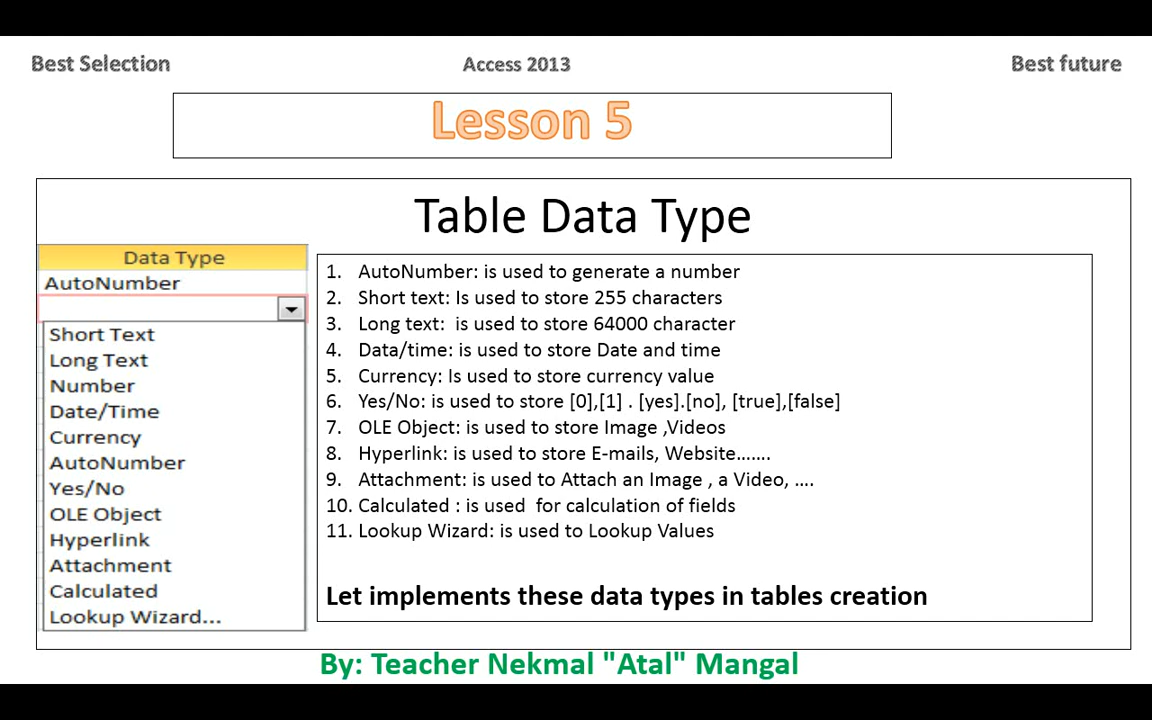 Best Selection
Access 2013
Best future
Lesson 5
Table Data Type
Data Type
AutoNumber
Short Text
Long Text
Number
Date/Time
Currency
AutoNumber
Yes/No
OLE Object
Hyperlink
Attachment
Calculated
Lookup Wizard...
1. AutoNumber: is used to generate a number
2. Short text: Is used to store 255 characters
3. Long text:  is used to store 64000 character
4. Data/time: is used to store Date and time
5. Currency: Is used to store currency value
6. Yes/No: is used to store [0],[1] . [yes].[no], [true],[false]
7. OLE Object: is used to store Image ,Videos
8. Hyperlink: is used to store E-mails, Website…….
9. Attachment: is used to Attach an Image , a Video, ….
10. Calculated : is used  for calculation of fields
11. Lookup Wizard: is used to Lookup Values
Let implements these data types in tables creation
By: Teacher Nekmal "Atal" Mangal